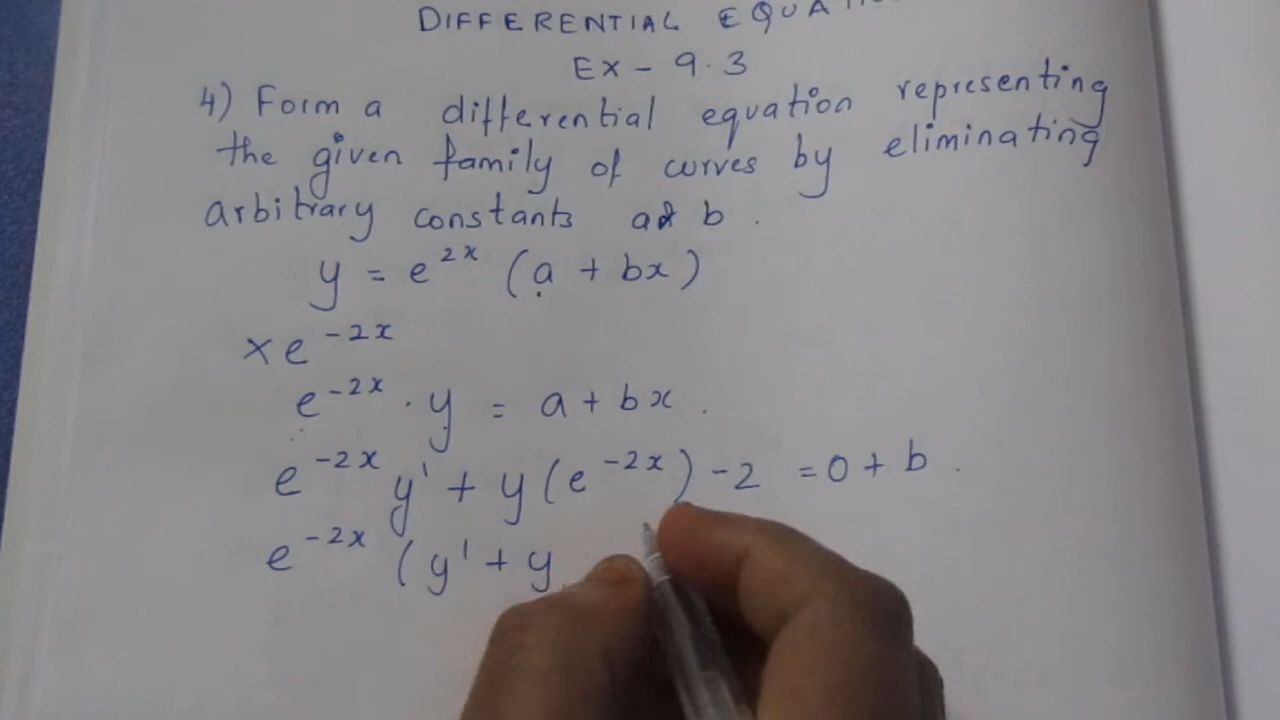 DIFFERENTIAL
EX - 9.3
4) Form a differential equation representing
the given family of curves by eliminating
arbitrary constants a & b .
y = e^{2x} (a + bx)
× e^{-2x}
e^{-2x} . y = a + bx .
e^{-2x} y' + y (e^{-2x}) -2 = 0 + b .
e^{-2x} (y' + y